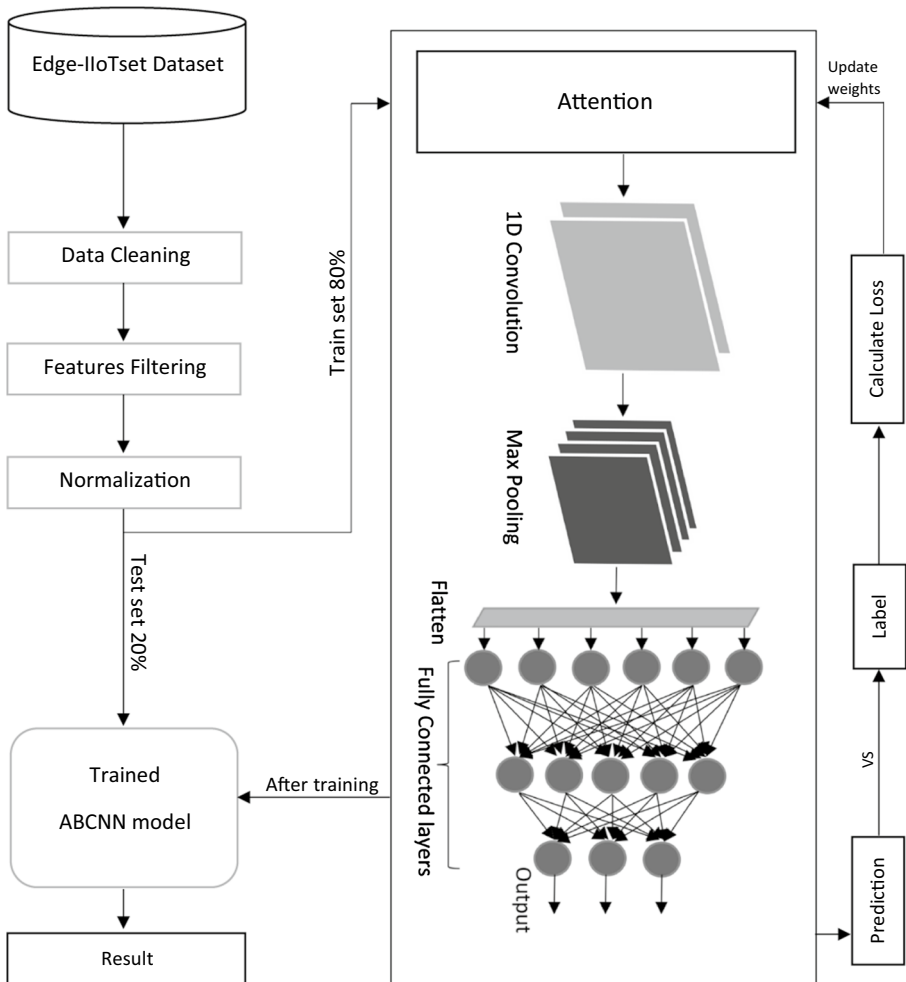 Edge-IIoTset Dataset
Data Cleaning
Features Filtering
Normalization
Train set 80%
Test set 20%
Trained
ABCNN model
Result
After training
Attention
1D Convolution
Max Pooling
Flatten
Fully Connected layers
Output
Update
weights
Calculate Loss
Label
vs
Prediction